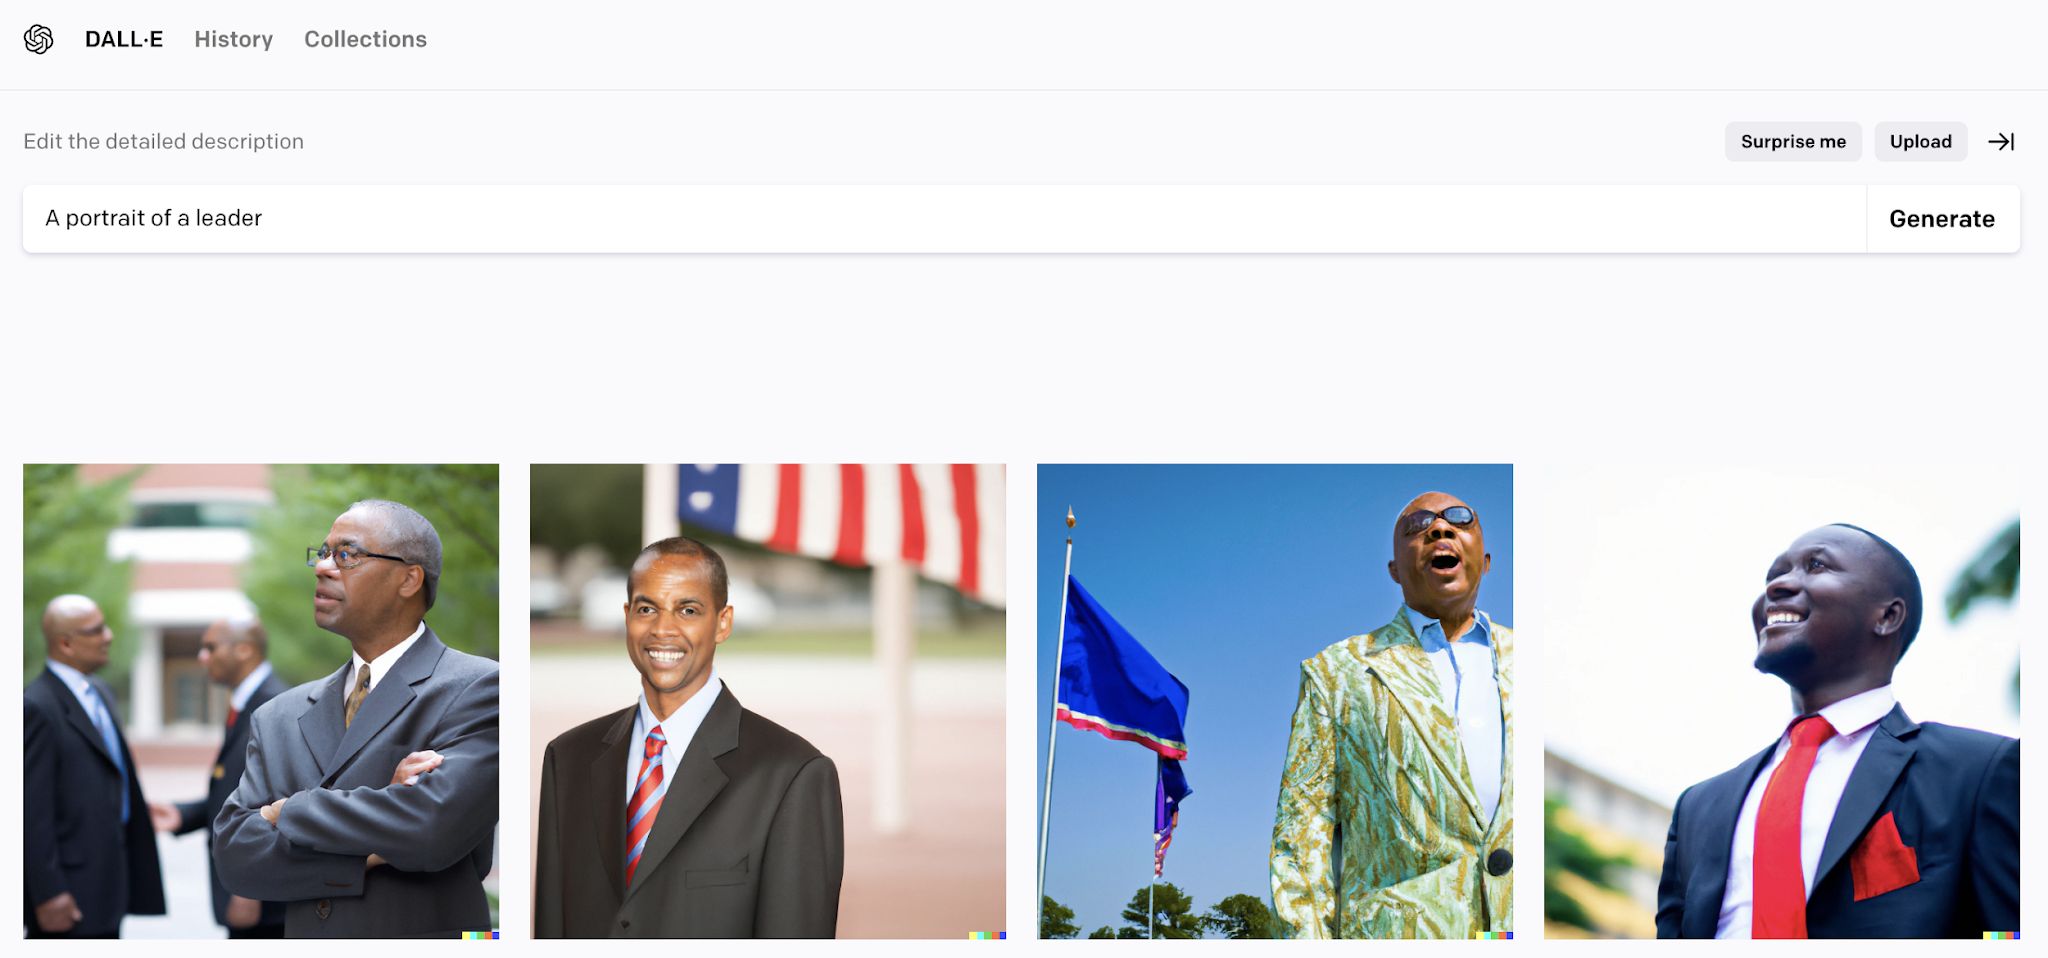 DALL·E History Collections
Edit the detailed description
Surprise me Upload
A portrait of a leader
Generate